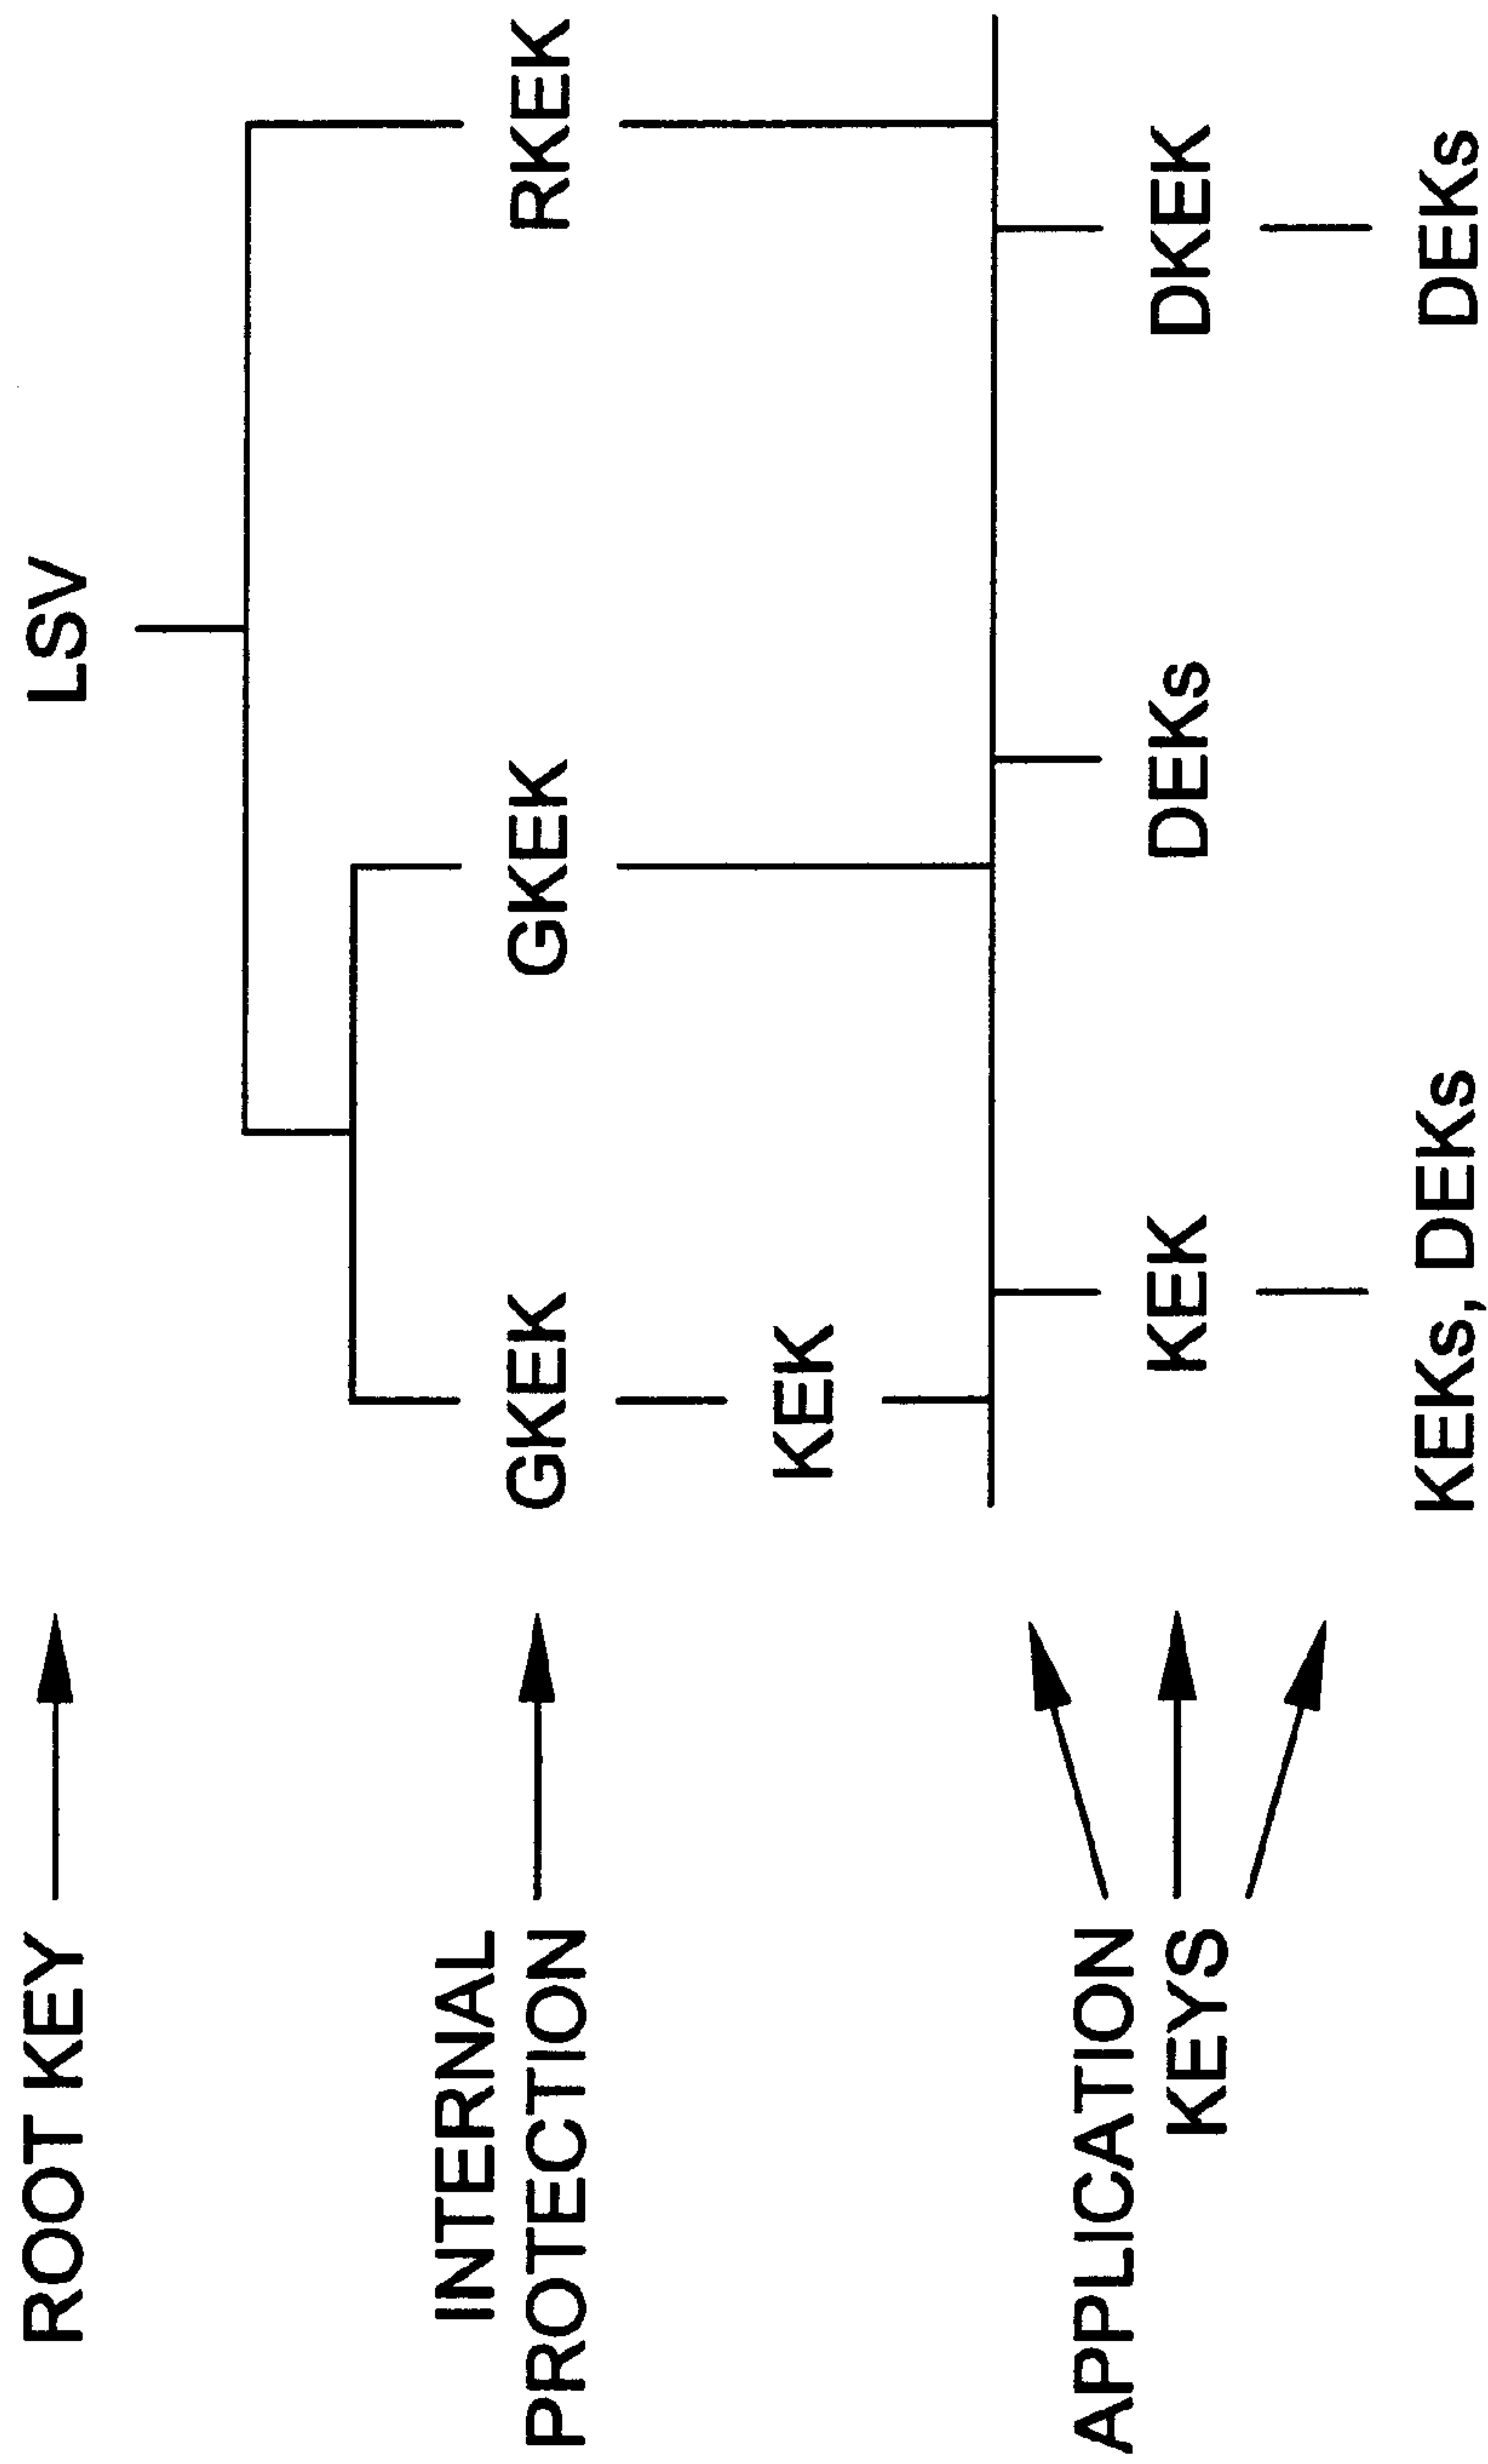 ROOT KEY
LSV
INTERNAL
PROTECTION
GKEK
GKEK
RKEK
KEK
APPLICATION
KEYS
KEK
DEKs
DKEK
KEKs, DEKs
DEKs